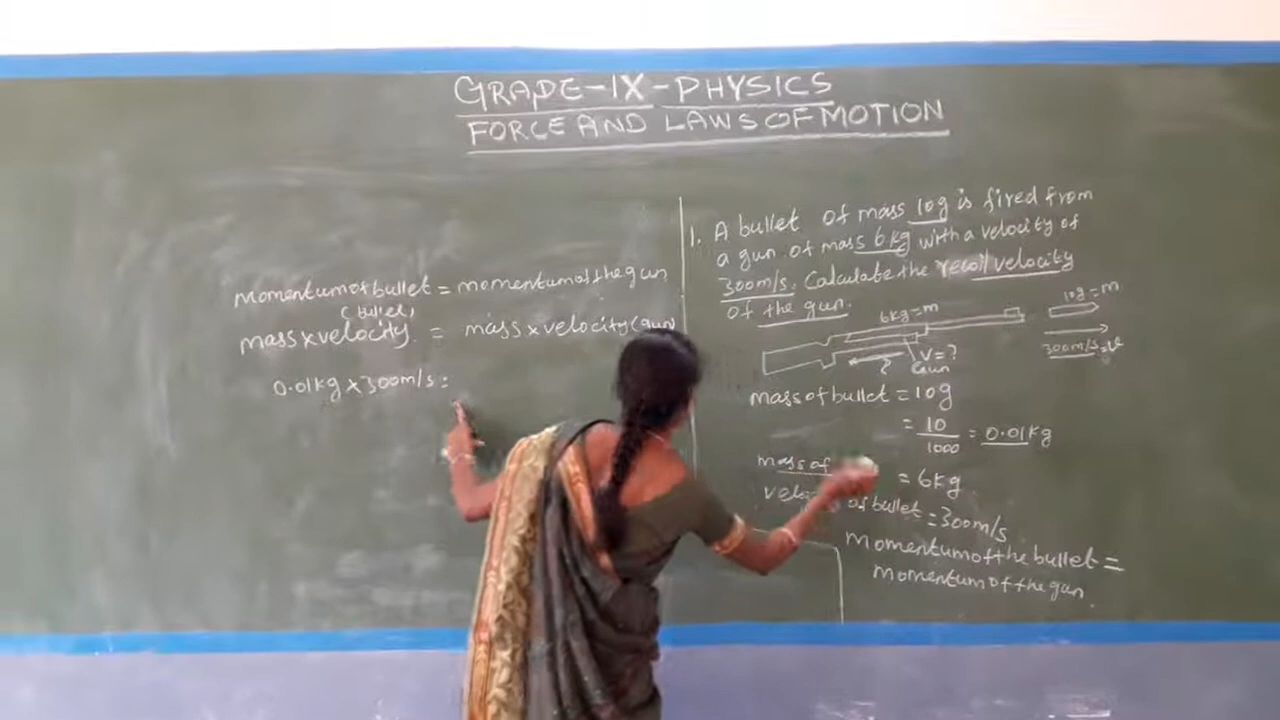 GRADE-IX-PHYSICS
FORCE AND LAWS OF MOTION
momentum of bullet = momentum of the gun
(bullet)
mass x velocity = mass x velocity (gun
0.01kg x 300m/s =
1. A bullet of mass 10g is fired from
a gun of mass 6kg with a velocity of
300m/s. Calculate the recoil velocity
of the gun.
6kg = m
10g = m
300m/s = v
V = ?
Gun
?
mass of bullet = 10g
= 10/1000 = 0.01kg
mass of = 6kg
of bullet = 300m/s
momentum of the bullet =
momentum of the gun.